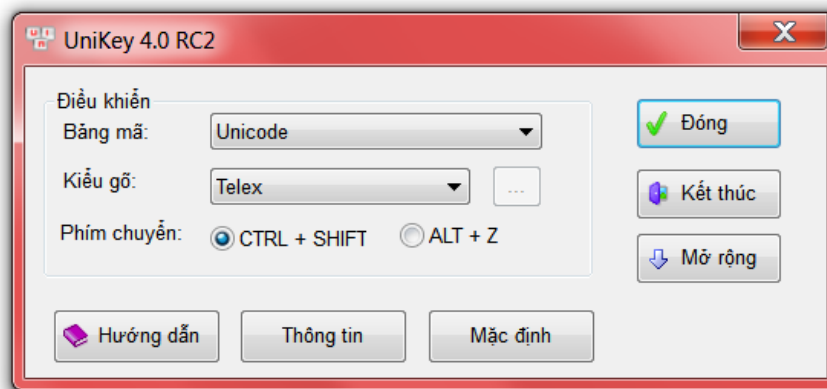 UniKey 4.0 RC2
Điều khiển
Bảng mã: Unicode
Đóng
Kiểu gõ: Telex ...
Kết thúc
Phím chuyển: CTRL + SHIFT ALT + Z
Mở rộng
Hướng dẫn Thông tin Mặc định